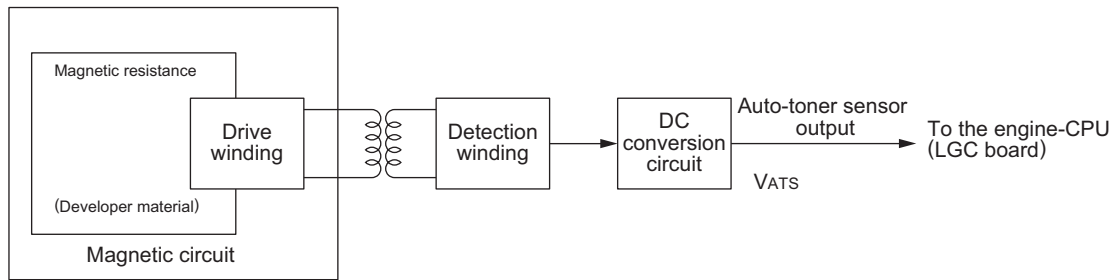 Magnetic resistance
Drive
winding
(Developer material)
Magnetic circuit
Detection
winding
DC
conversion
circuit
Auto-toner sensor
output
VATS
To the engine-CPU
(LGC board)